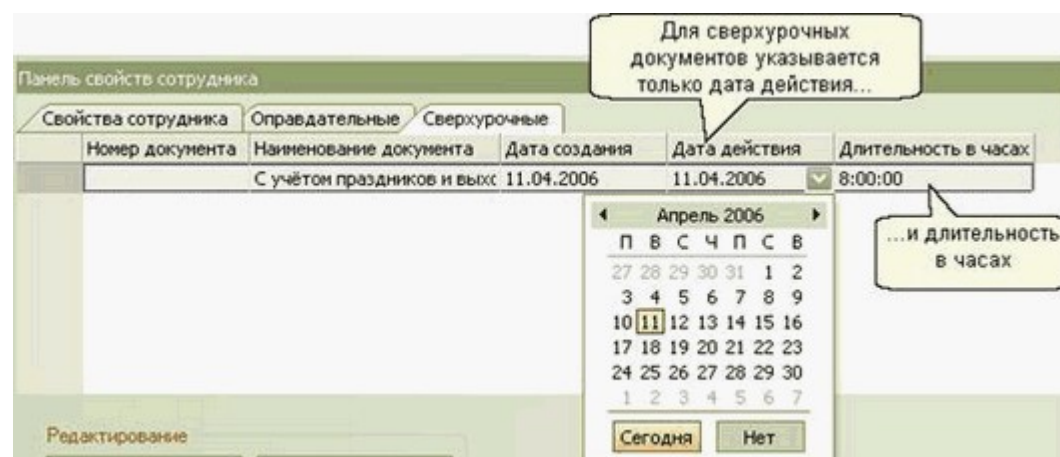 Для сверхурочных
документов указывается
только дата действия...
Панель свойств сотрудника
Свойства сотрудника Оправдательные Сверхурочные
Номер документа Наименование документа Дата создания Дата действия Длительность в часах
С учётом праздников и выхо 11.04.2006 11.04.2006 8:00:00
...и длительность
в часах
Апрель 2006
П В С Ч П С В
27 28 29 30 31 1 2
3 4 5 6 7 8 9
10 11 12 13 14 15 16
17 18 19 20 21 22 23
24 25 26 27 28 29 30
1 2 3 4 5 6 7
Сегодня Нет
Редактирование